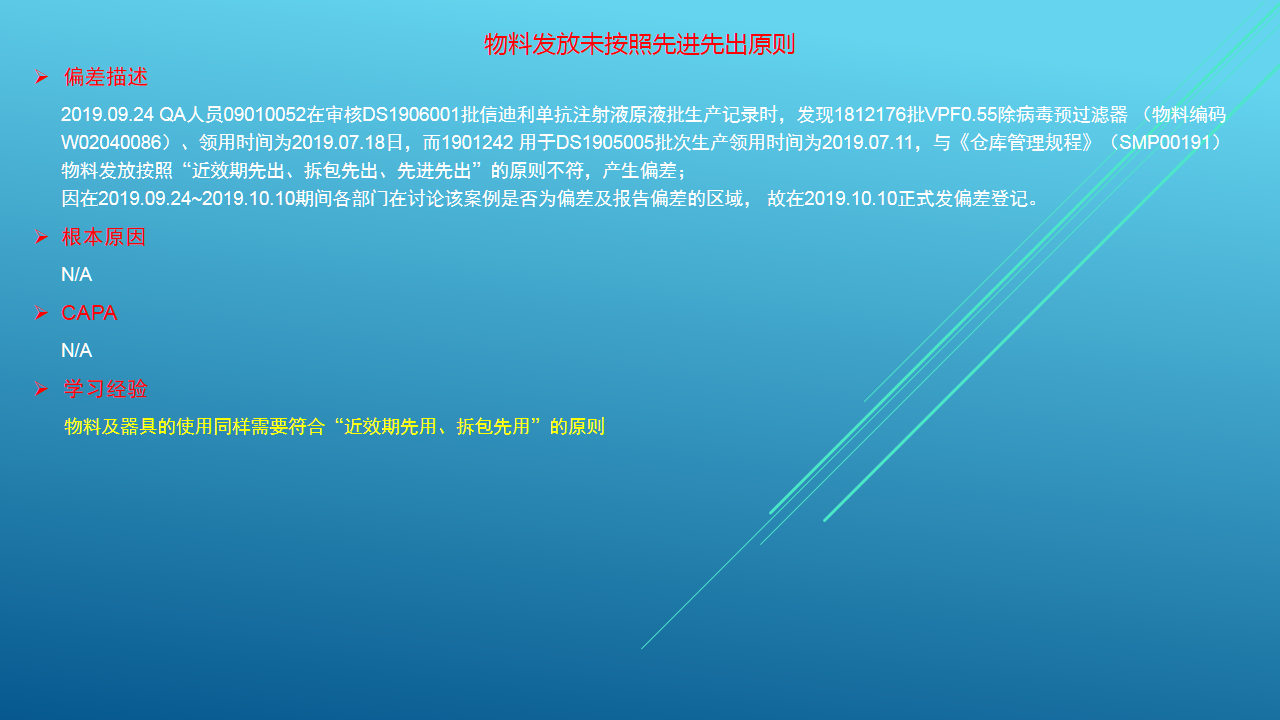 物料发放未按照先进先出原则
偏差描述
2019.09.24 QA人员09010052在审核DS1906001批信迪利单抗注射液原液批生产记录时，发现1812176批VPF0.55除病毒预过滤器 （物料编码
W02040086）、领用时间为2019.07.18日，而1901242 用于DS1905005批次生产领用时间为2019.07.11，与《仓库管理规程》（SMP00191）
物料发放按照“近效期先出、拆包先出、先进先出”的原则不符，产生偏差；
因在2019.09.24~2019.10.10期间各部门在讨论该案例是否为偏差及报告偏差的区域， 故在2019.10.10正式发偏差登记。
根本原因
N/A
CAPA
N/A
学习经验
物料及器具的使用同样需要符合“近效期先用、拆包先用”的原则